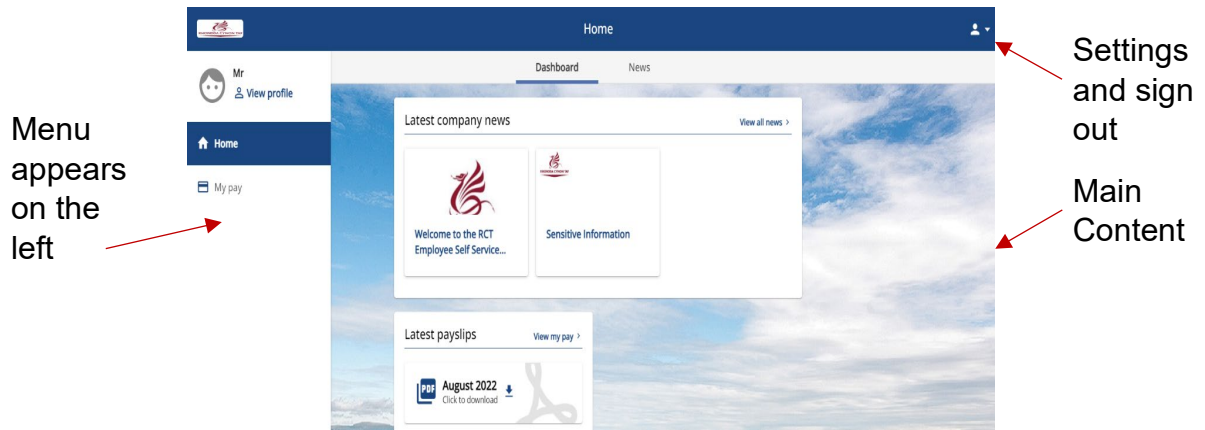 Home
Mr
View profile
Home
My pay
Dashboard News
Latest company news
View all news >
Welcome to the RCT
Employee Self Service...
Sensitive Information
Latest payslips
View my pay >
PDF
August 2022
Click to download
Menu
appears
on the
left
Settings
and sign
out
Main
Content